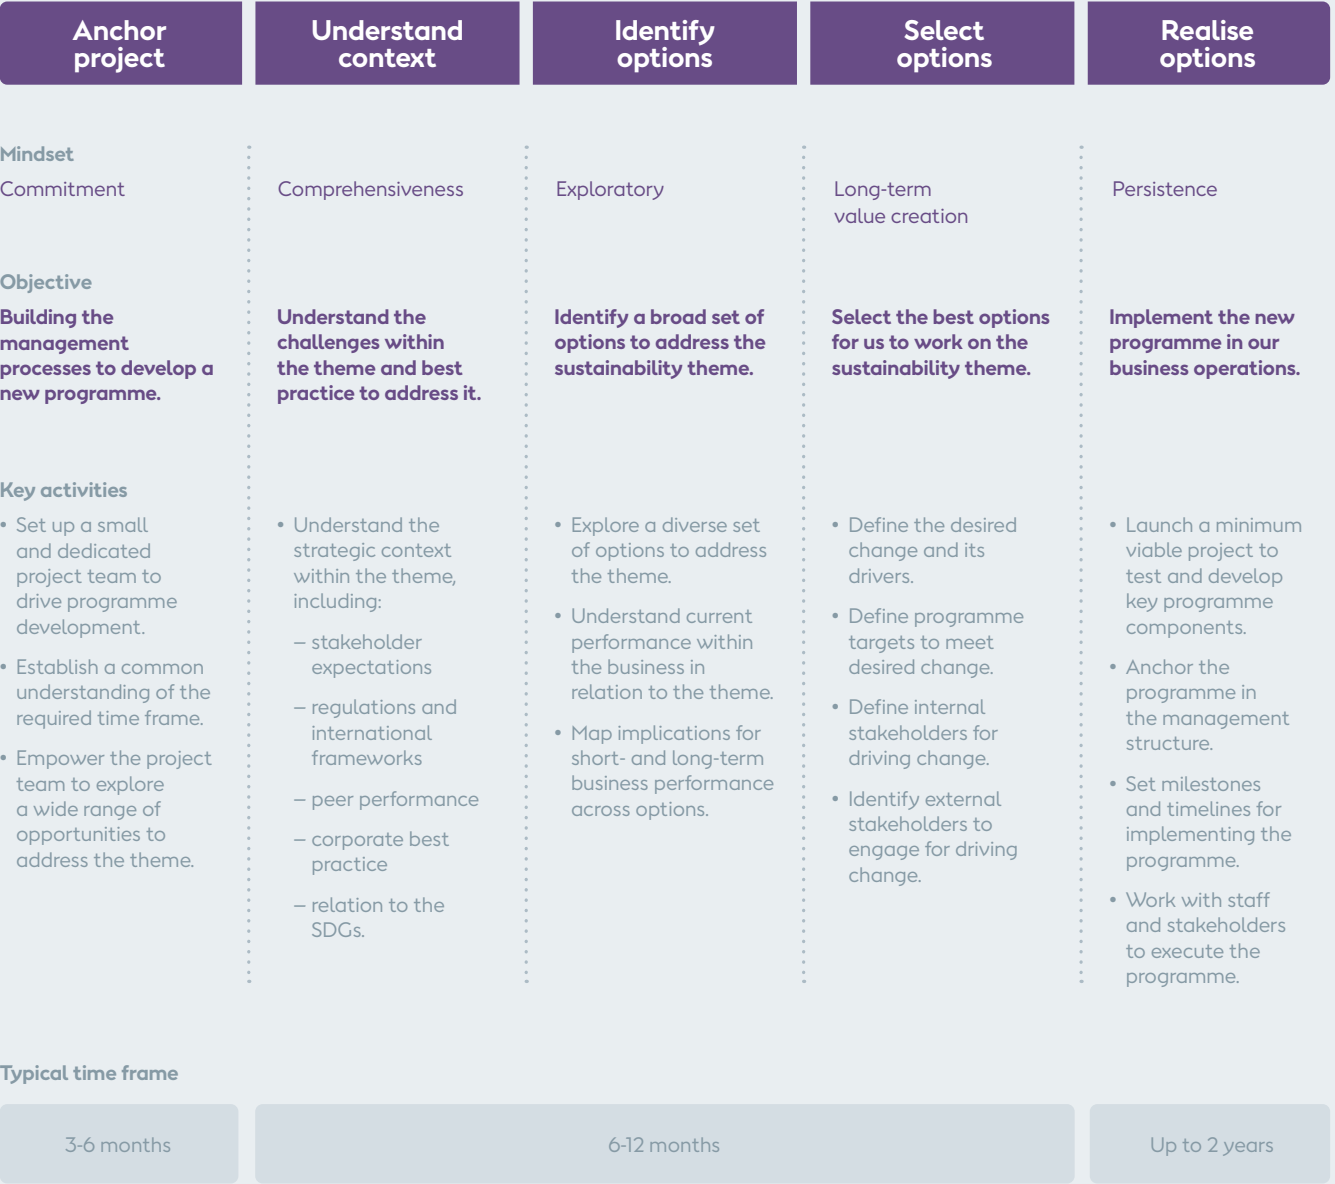 Anchor
project
Understand
context
Identify
options
Select
options
Realise
options
Mindset
Commitment
Comprehensiveness
Exploratory
Long-term
value creation
Persistence
Objective
Building the
management
processes to develop a
new programme.
Understand the
challenges within
the theme and best
practice to address it.
Identify a broad set of
options to address the
sustainability theme.
Select the best options
for us to work on the
sustainability theme.
Implement the new
programme in our
business operations.
Key activities
• Set up a small
and dedicated
project team to
drive programme
development.
• Establish a common
understanding of the
required time frame.
• Empower the project
team to explore
a wide range of
opportunities to
address the theme.
• Understand the
strategic context
within the theme,
including:
– stakeholder
expectations
– regulations and
international
frameworks
– peer performance
– corporate best
practice
– relation to the
SDGs.
• Explore a diverse set
of options to address
the theme.
• Understand current
performance within
the business in
relation to the theme.
• Map implications for
short- and long-term
business performance
across options.
• Define the desired
change and its
drivers.
• Define programme
targets to meet
desired change.
• Define internal
stakeholders for
driving change.
• Identify external
stakeholders to
engage for driving
change.
• Launch a minimum
viable project to
test and develop
key programme
components.
• Anchor the
programme in
the management
structure.
• Set milestones
and timelines for
implementing the
programme.
• Work with staff
and stakeholders
to execute the
programme.
Typical time frame
3-6 months
6-12 months
Up to 2 years